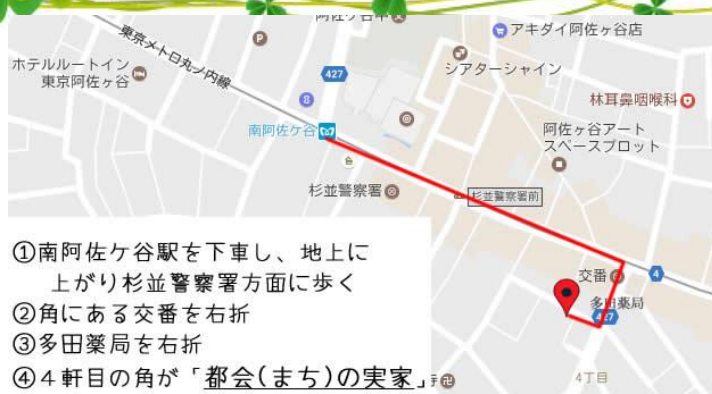 アキダイ阿佐ヶ谷店
東京メトロ丸ノ内線
ホテルルートイン
東京阿佐ヶ谷
427
シアターシャイン
林耳鼻咽喉科
南阿佐ケ谷
阿佐ヶ谷アート
スペースブロット
杉並警察署
杉並警察署前
交番
4
多田薬局
427
4丁目
①南阿佐ケ谷駅を下車し、地上に
上がり杉並警察署方面に歩く
②角にある交番を右折
③多田薬局を右折
④4軒目の角が「都会(まち)の実家」